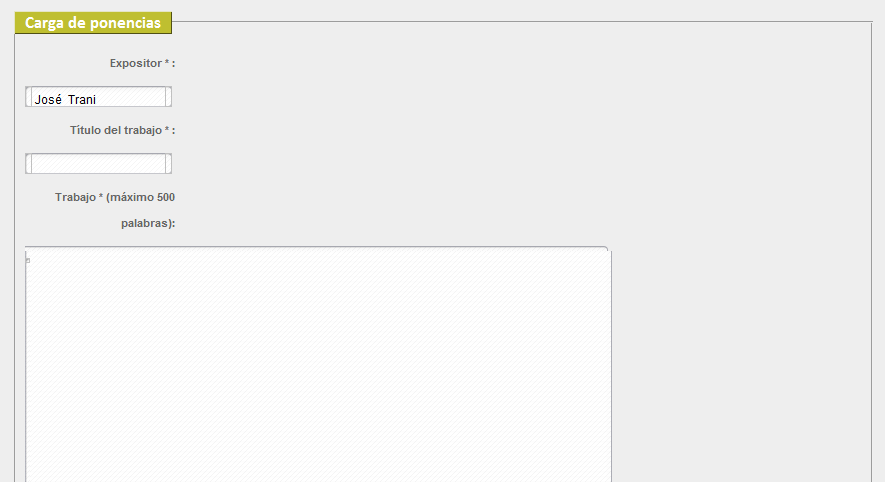 Carga de ponencias
Expositor * :
José Trani
Título del trabajo * :
Trabajo * (máximo 500
palabras):